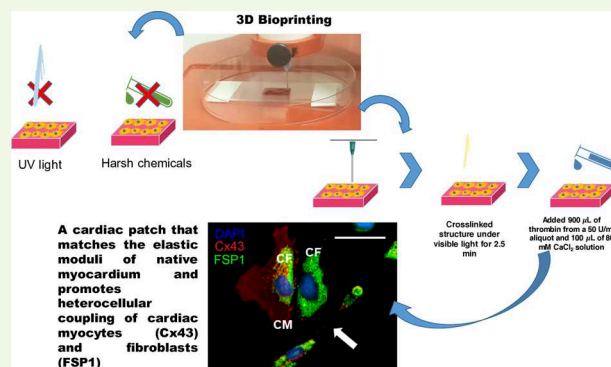 3D Bioprinting
UV light
Harsh chemicals
Crosslinked
structure under
visible light for 2.5
min
Added 900 µL of
thrombin from a 50 U/m
aliquot and 100 µL of 80
mM CaCl₂ solution
A cardiac patch that
matches the elastic
moduli of native
myocardium and
promotes
heterocellular
coupling of cardiac
myocytes (Cx43)
and fibroblasts
(FSP1)
DAPI
Cx43
FSP1
CF
CF
CM